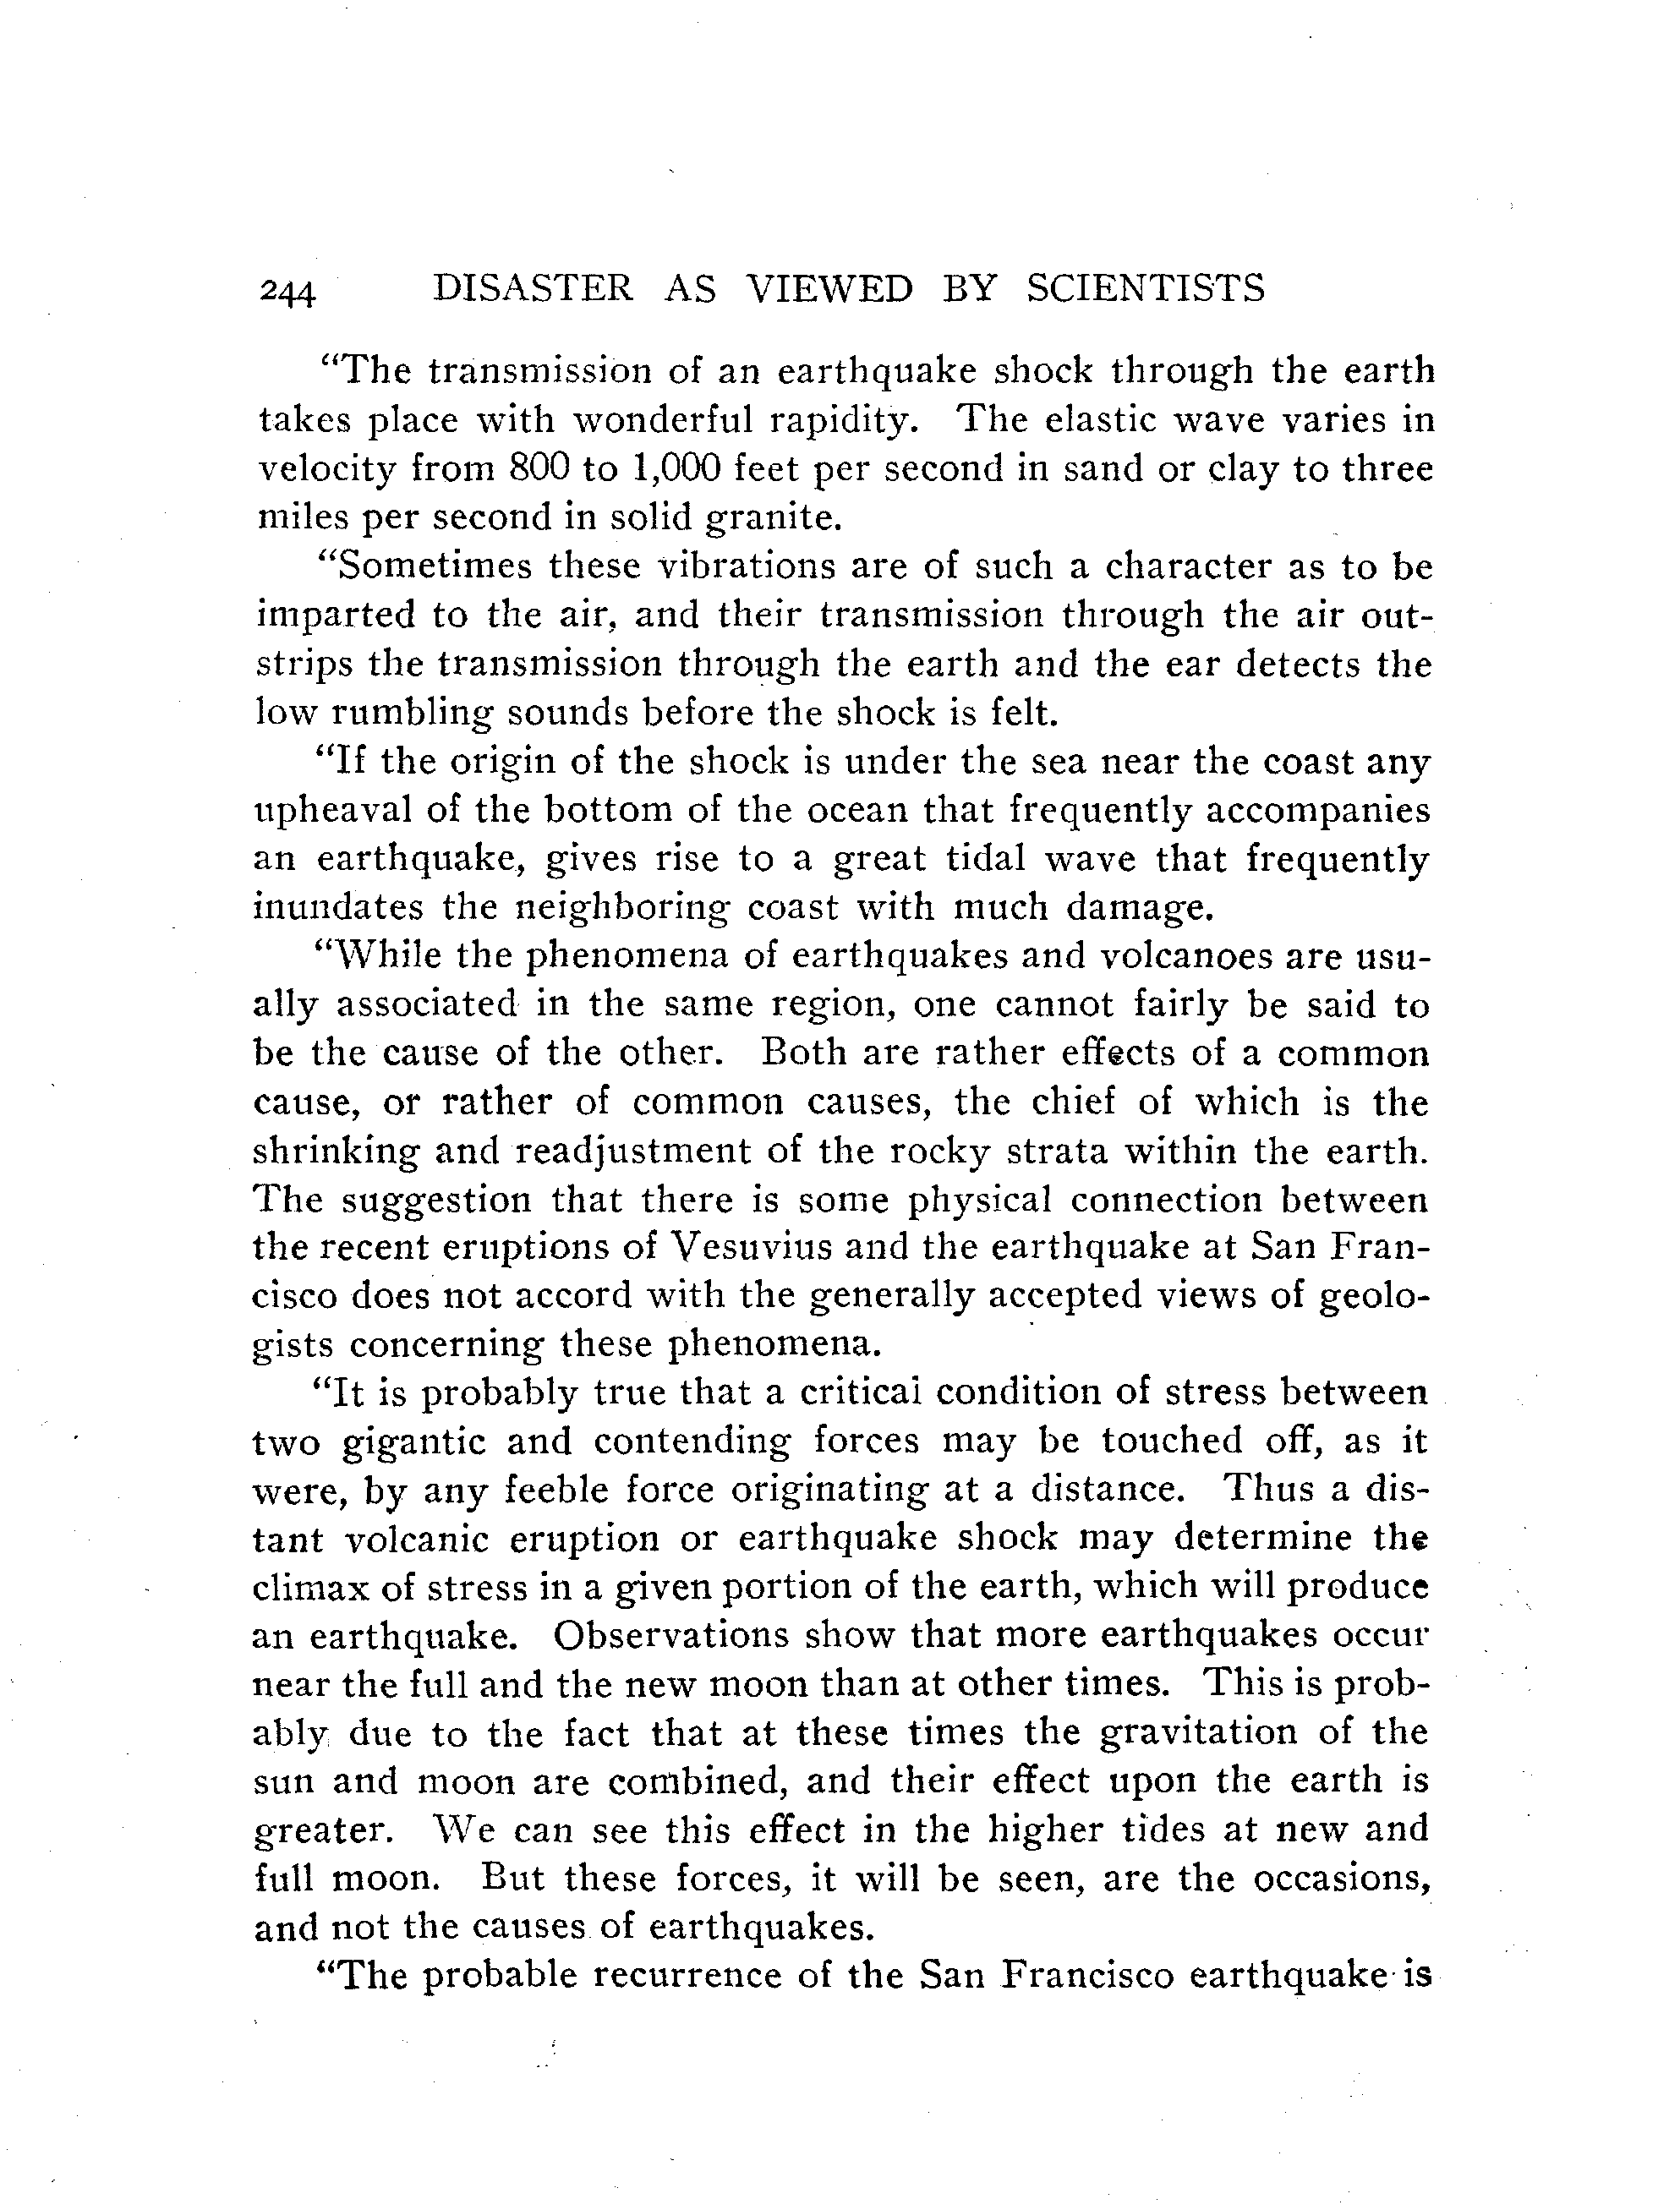 244 DISASTER AS VIEWED BY SCIENTISTS
“The transmission of an earthquake shock through the earth
takes place with wonderful rapidity. The elastic wave varies in
velocity from 800 to 1,000 feet per second in sand or clay to three
miles per second in solid granite.
“Sometimes these vibrations are of such a character as to be
imparted to the air, and their transmission through the air out-
strips the transmission through the earth and the ear detects the
low rumbling sounds before the shock is felt.
“If the origin of the shock is under the sea near the coast any
upheaval of the bottom of the ocean that frequently accompanies
an earthquake, gives rise to a great tidal wave that frequently
inundates the neighboring coast with much damage.
“While the phenomena of earthquakes and volcanoes are usu-
ally associated in the same region, one cannot fairly be said to
be the cause of the other. Both are rather effects of a common
cause, or rather of common causes, the chief of which is the
shrinking and readjustment of the rocky strata within the earth.
The suggestion that there is some physical connection between
the recent eruptions of Vesuvius and the earthquake at San Fran-
cisco does not accord with the generally accepted views of geolo-
gists concerning these phenomena.
“It is probably true that a critical condition of stress between
two gigantic and contending forces may be touched off, as it
were, by any feeble force originating at a distance. Thus a dis-
tant volcanic eruption or earthquake shock may determine the
climax of stress in a given portion of the earth, which will produce
an earthquake. Observations show that more earthquakes occur
near the full and the new moon than at other times. This is prob-
ably due to the fact that at these times the gravitation of the
sun and moon are combined, and their effect upon the earth is
greater. We can see this effect in the higher tides at new and
full moon. But these forces, it will be seen, are the occasions,
and not the causes of earthquakes.
“The probable recurrence of the San Francisco earthquake is